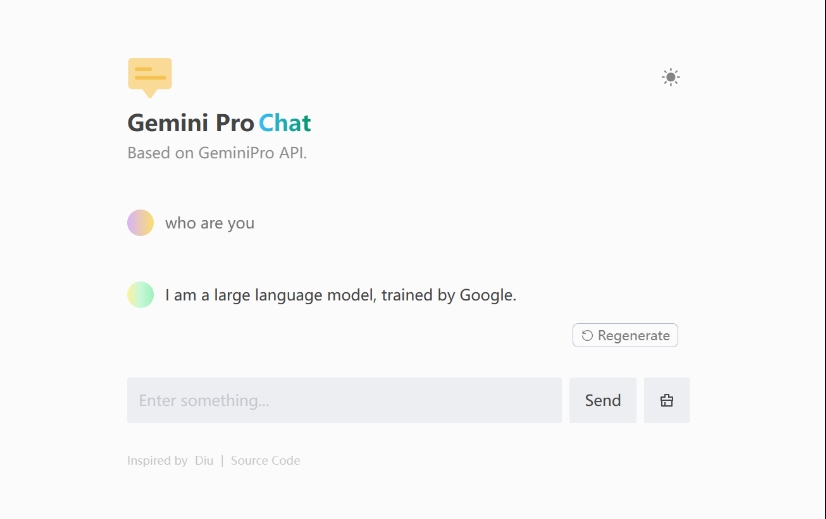 Gemini Pro Chat
Based on GeminiPro API.
who are you
I am a large language model, trained by Google.
Regenerate
Enter something...
Send
Inspired by Diu | Source Code